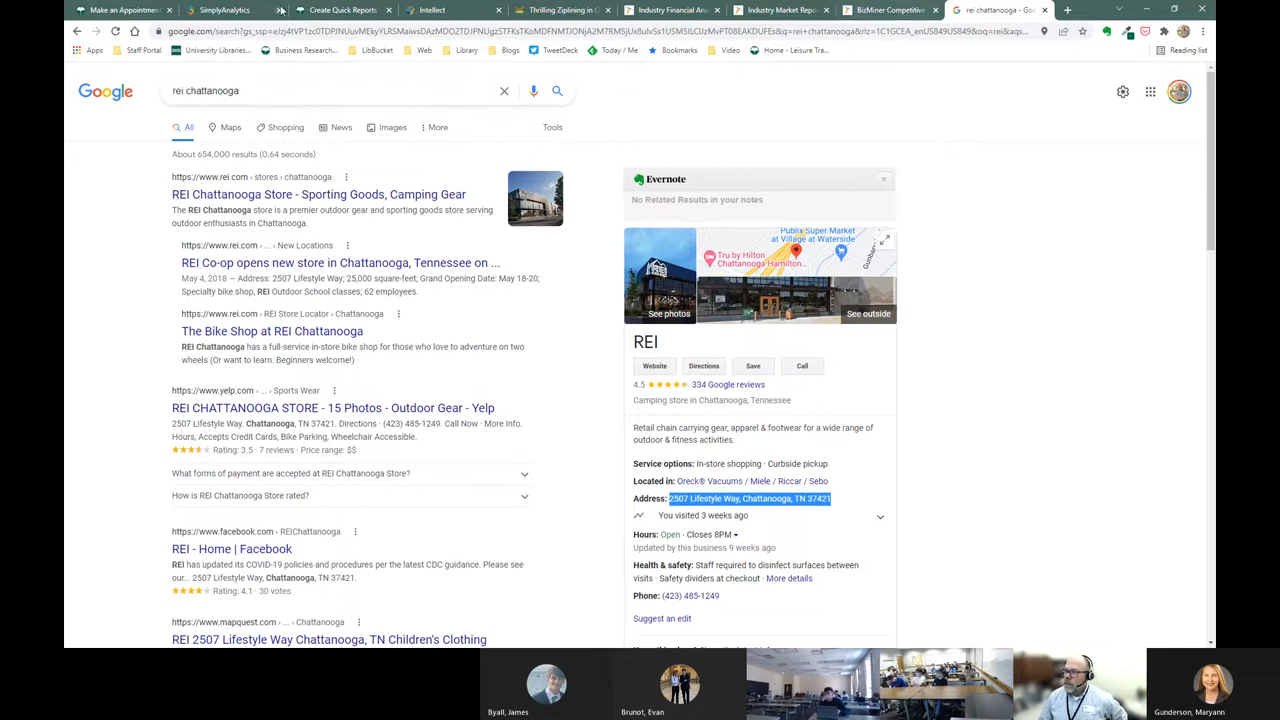 Make an Appointment
SimplyAnalytics
Create Quick Reports
Intellect
Thrilling Ziplining in C
Industry Financial Ana
Industry Market Repo
BizMiner Competitive
rei chattanooga - Goo
Apps
Staff Portal
University Libraries...
Business Research...
LibBucket
Web
Library
Blogs
TweetDeck
Today / Me
Bookmarks
Video
Home - Leisure Tra...
Reading list
Google
rei chattanooga
All
Maps
Shopping
News
Images
More
Tools
About 654,000 results (0.64 seconds)
https://www.rei.com › stores › chattanooga
REI Chattanooga Store - Sporting Goods, Camping Gear
The REI Chattanooga store is a premier outdoor gear and sporting goods store serving
outdoor enthusiasts in Chattanooga.
https://www.rei.com › ... › New Locations
REI Co-op opens new store in Chattanooga, Tennessee on ...
May 4, 2018 — Address: 2507 Lifestyle Way; 25,000 square-feet; Grand Opening Date: May 18-20;
Specialty bike shop, REI Outdoor School classes; 62 employees.
https://www.rei.com › REI Store Locator › Chattanooga
The Bike Shop at REI Chattanooga
REI Chattanooga has a full-service in-store bike shop for those who love to adventure on two
wheels (Or want to learn. Beginners welcome!)
https://www.yelp.com › ... › Sports Wear
REI CHATTANOOGA STORE - 15 Photos - Outdoor Gear - Yelp
2507 Lifestyle Way. Chattanooga, TN 37421. Directions · (423) 485-1249. Call Now · More Info.
Hours, Accepts Credit Cards, Bike Parking, Wheelchair Accessible.
Rating: 3.5 · 7 reviews · Price range: $$
What forms of payment are accepted at REI Chattanooga Store?
How is REI Chattanooga Store rated?
https://www.facebook.com › REIChattanooga
REI - Home | Facebook
REI has updated its COVID-19 policies and procedures per the latest CDC guidance. Please see
our... 2507 Lifestyle Way, Chattanooga, TN 37421.
Rating: 4.1 · 30 votes
https://www.mapquest.com › ... › Chattanooga
REI 2507 Lifestyle Way Chattanooga, TN Children's Clothing
Evernote
No Related Results in your notes
Publix Super Market
at Village at Waterside
Tru by Hilton
Chattanooga Hamilton...
Gunbar
See photos
See outside
REI
Website
Directions
Save
Call
4.5
334 Google reviews
Camping store in Chattanooga, Tennessee
Retail chain carrying gear, apparel & footwear for a wide range of
outdoor & fitness activities.
Service options: In-store shopping · Curbside pickup
Located in: Oreck® Vacuums / Miele / Riccar / Sebo
Address: 2507 Lifestyle Way, Chattanooga, TN 37421
You visited 3 weeks ago
Hours: Open · Closes 8PM
Updated by this business 9 weeks ago
Health & safety: Staff required to disinfect surfaces between
visits · Safety dividers at checkout · More details
Phone: (423) 485-1249
Suggest an edit
Byall, James
Brunot, Evan
Gunderson, Maryann